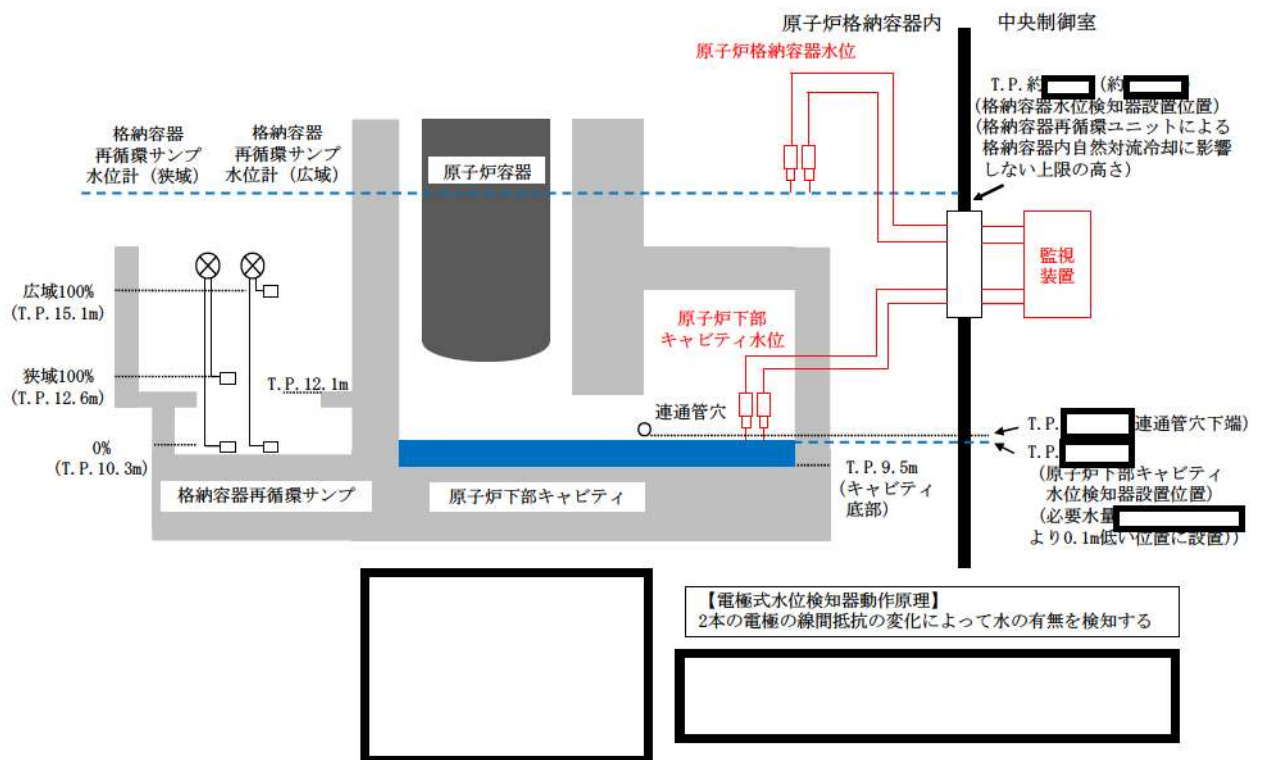 原子炉格納容器内
中央制御室
原子炉格納容器水位
T.P.約 (約
(格納容器水位検知器設置位置)
(格納容器再循環ユニットによる
格納容器内自然対流冷却に影響
しない上限の高さ)
格納容器
再循環サンプ
水位計(狭域)
格納容器
再循環サンプ
水位計(広域)
原子炉容器
監視
装置
広域100%
(T.P.15.1m)
原子炉下部
キャビティ水位
狭域100%
(T.P.12.6m)
T.P.12.1m
連通管穴
0%
(T.P.10.3m)
T.P. 連通管穴下端)
T.P.
(原子炉下部キャビティ
水位検知器設置位置)
(必要水量
より0.1m低い位置に設置))
T.P.9.5m
(キャビティ
底部)
格納容器再循環サンプ
原子炉下部キャビティ
【電極式水位検知器動作原理】
2本の電極の線間抵抗の変化によって水の有無を検知する